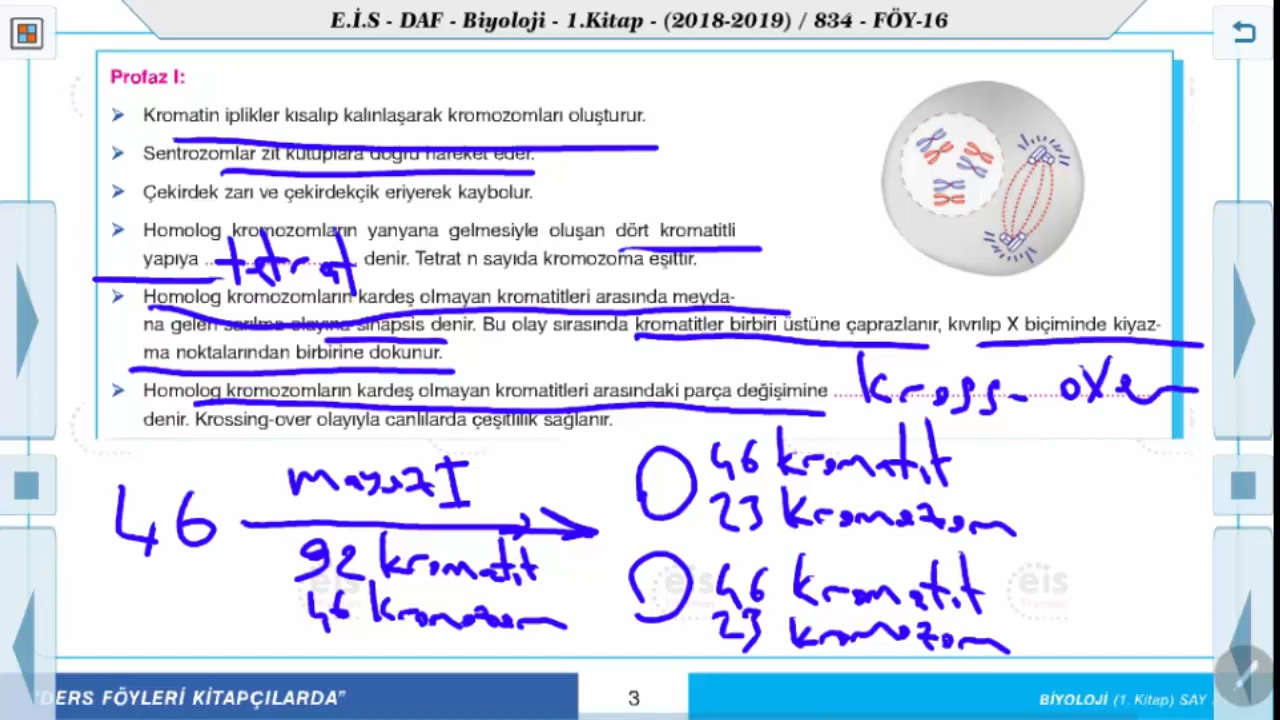 E.İ.S - DAF - Biyoloji - 1.Kitap - (2018-2019) / 834 - FÖY-16
Profaz I:
Kromatin iplikler kısalıp kalınlaşarak kromozomları oluşturur.
Sentrozomlar zıt kutuplara doğru hareket eder.
Çekirdek zarı ve çekirdekçik eriyerek kaybolur.
Homolog kromozomların yanyana gelmesiyle oluşan dört kromatitli
yapıya tetrat denir. Tetrat n sayıda kromozoma eşittir.
Homolog kromozomların kardeş olmayan kromatitleri arasında meyda-
na gelen sarılma olayına sinapsis denir. Bu olay sırasında kromatitler birbiri üstüne çaprazlanır, kıvrılıp X biçiminde kiyaz-
ma noktalarından birbirine dokunur.
Homolog kromozomların kardeş olmayan kromatitleri arasındaki parça değişimine kross-over
denir. Krossing-over olayıyla canlılarda çeşitlilik sağlanır.
46 mayoz I
92 kromatit
46 kromozom
46 kromatit
23 kromozom
46 kromatit
23 kromozom
eis
eis
eis
"DERS FÖYLERİ KİTAPÇILARDA"
3
BİYOLOJİ (1. Kitap) SAY